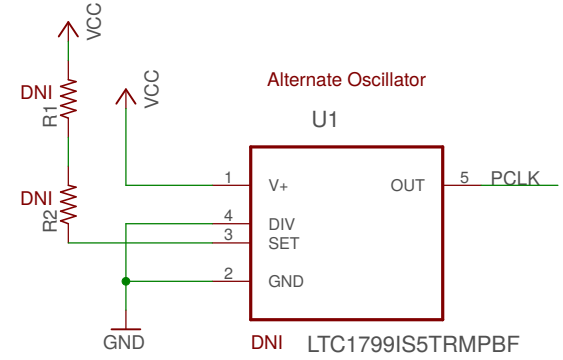 VCC
DNI
R1
VCC
Alternate Oscillator
U1
1
V+
OUT
5
PCLK
DNI
R2
4
DIV
3
SET
2
GND
GND
DNI
LTC1799IS5TRMPBF